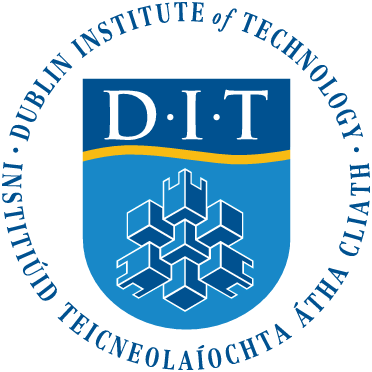 · DUBLIN INSTITUTE of TECHNOLOGY ·
D·I·T
INSTITIÚID TEICNEOLAÍOCHTA ÁTHA CLIATH